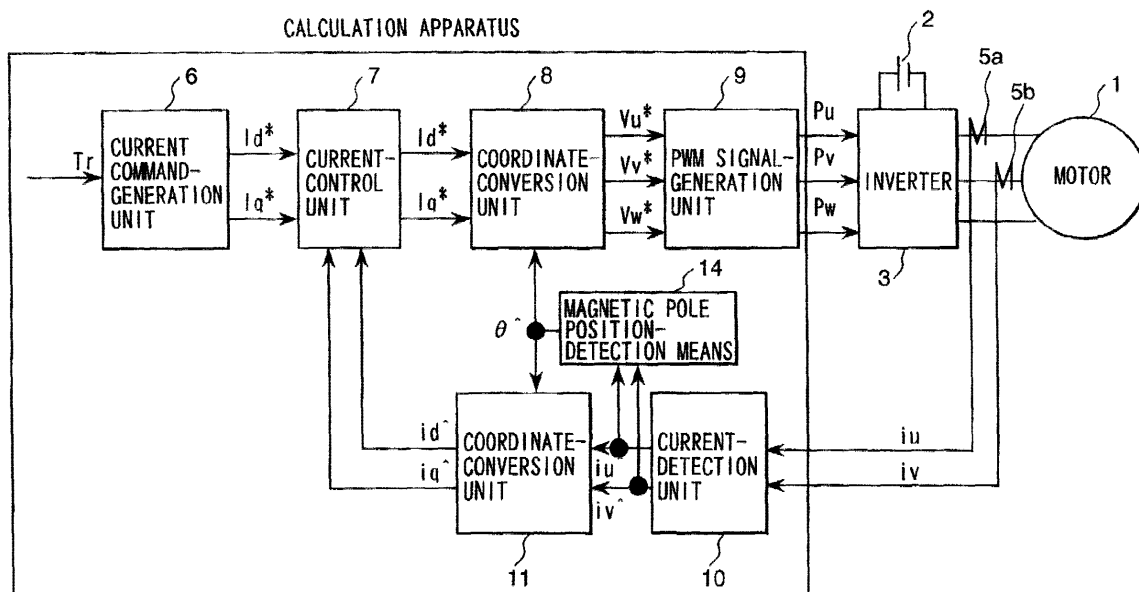 CALCULATION APPARATUS
2
5a
5b
1
6
7
8
9
Tr
CURRENT
COMMAND-
GENERATION
UNIT
Id*
Iq*
CURRENT-
CONTROL
UNIT
Id*
Iq*
COORDINATE-
CONVERSION
UNIT
Vu*
Vv*
Vw*
PWM SIGNAL-
GENERATION
UNIT
Pu
Pv
Pw
INVERTER
MOTOR
3
14
MAGNETIC POLE
POSITION-
DETECTION MEANS
θ^
id^
iq^
COORDINATE-
CONVERSION
UNIT
iu^
iv^
CURRENT-
DETECTION
UNIT
iu
iv
11
10